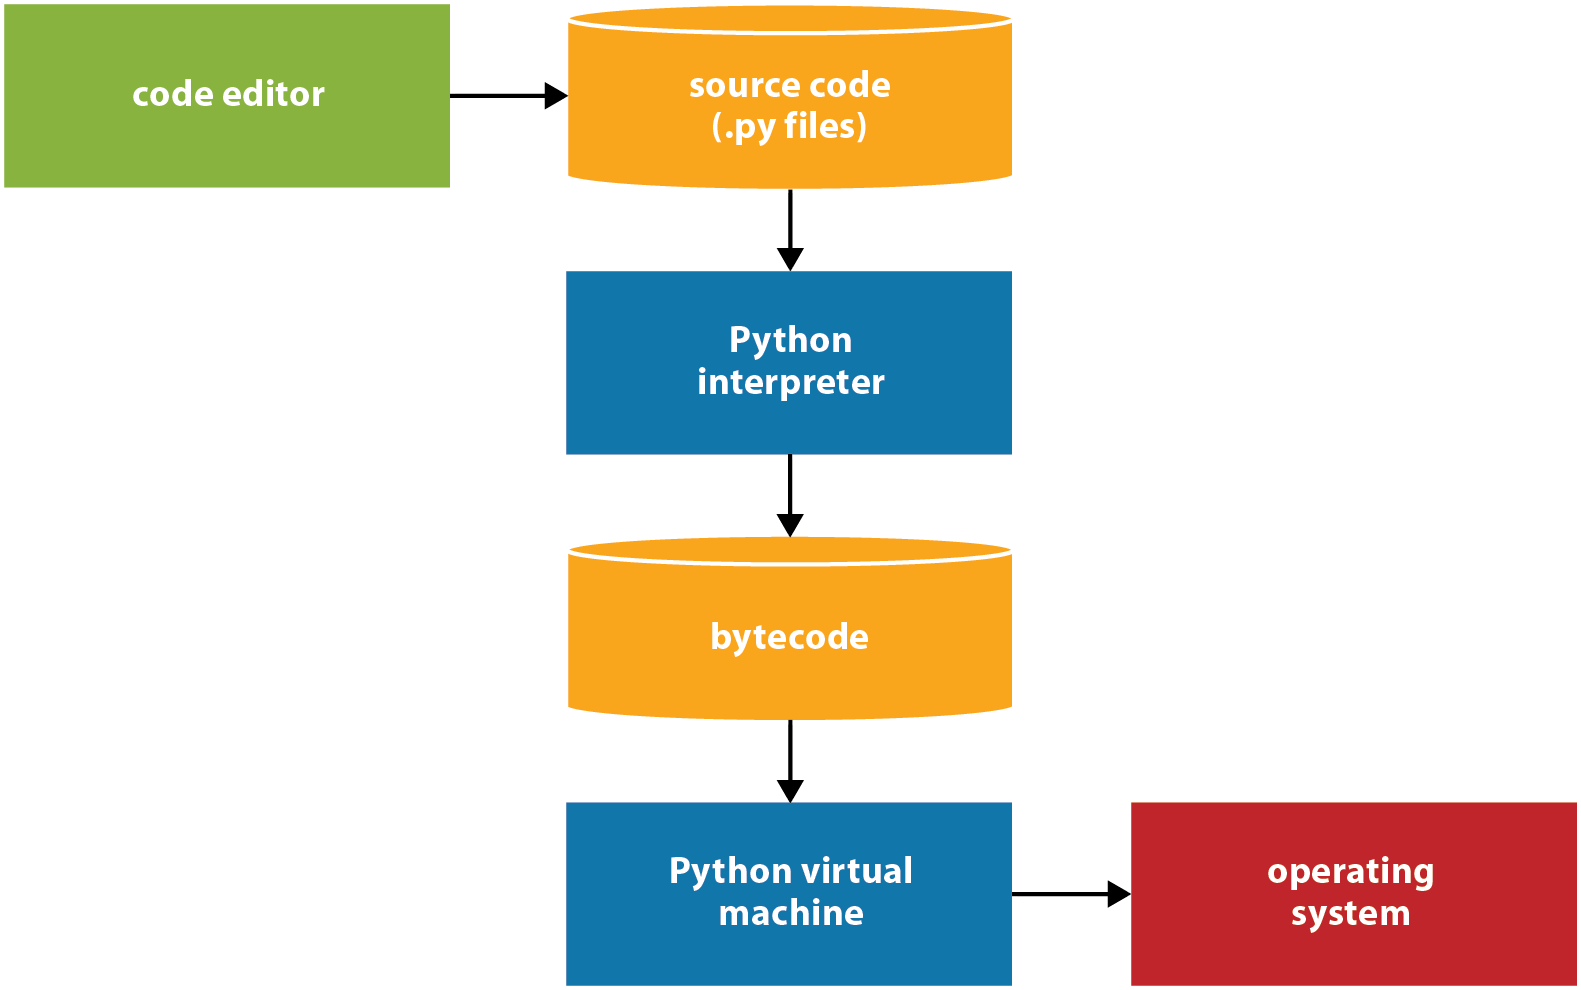 code editor
source code
(.py files)
Python
interpreter
bytecode
Python virtual
machine
operating
system